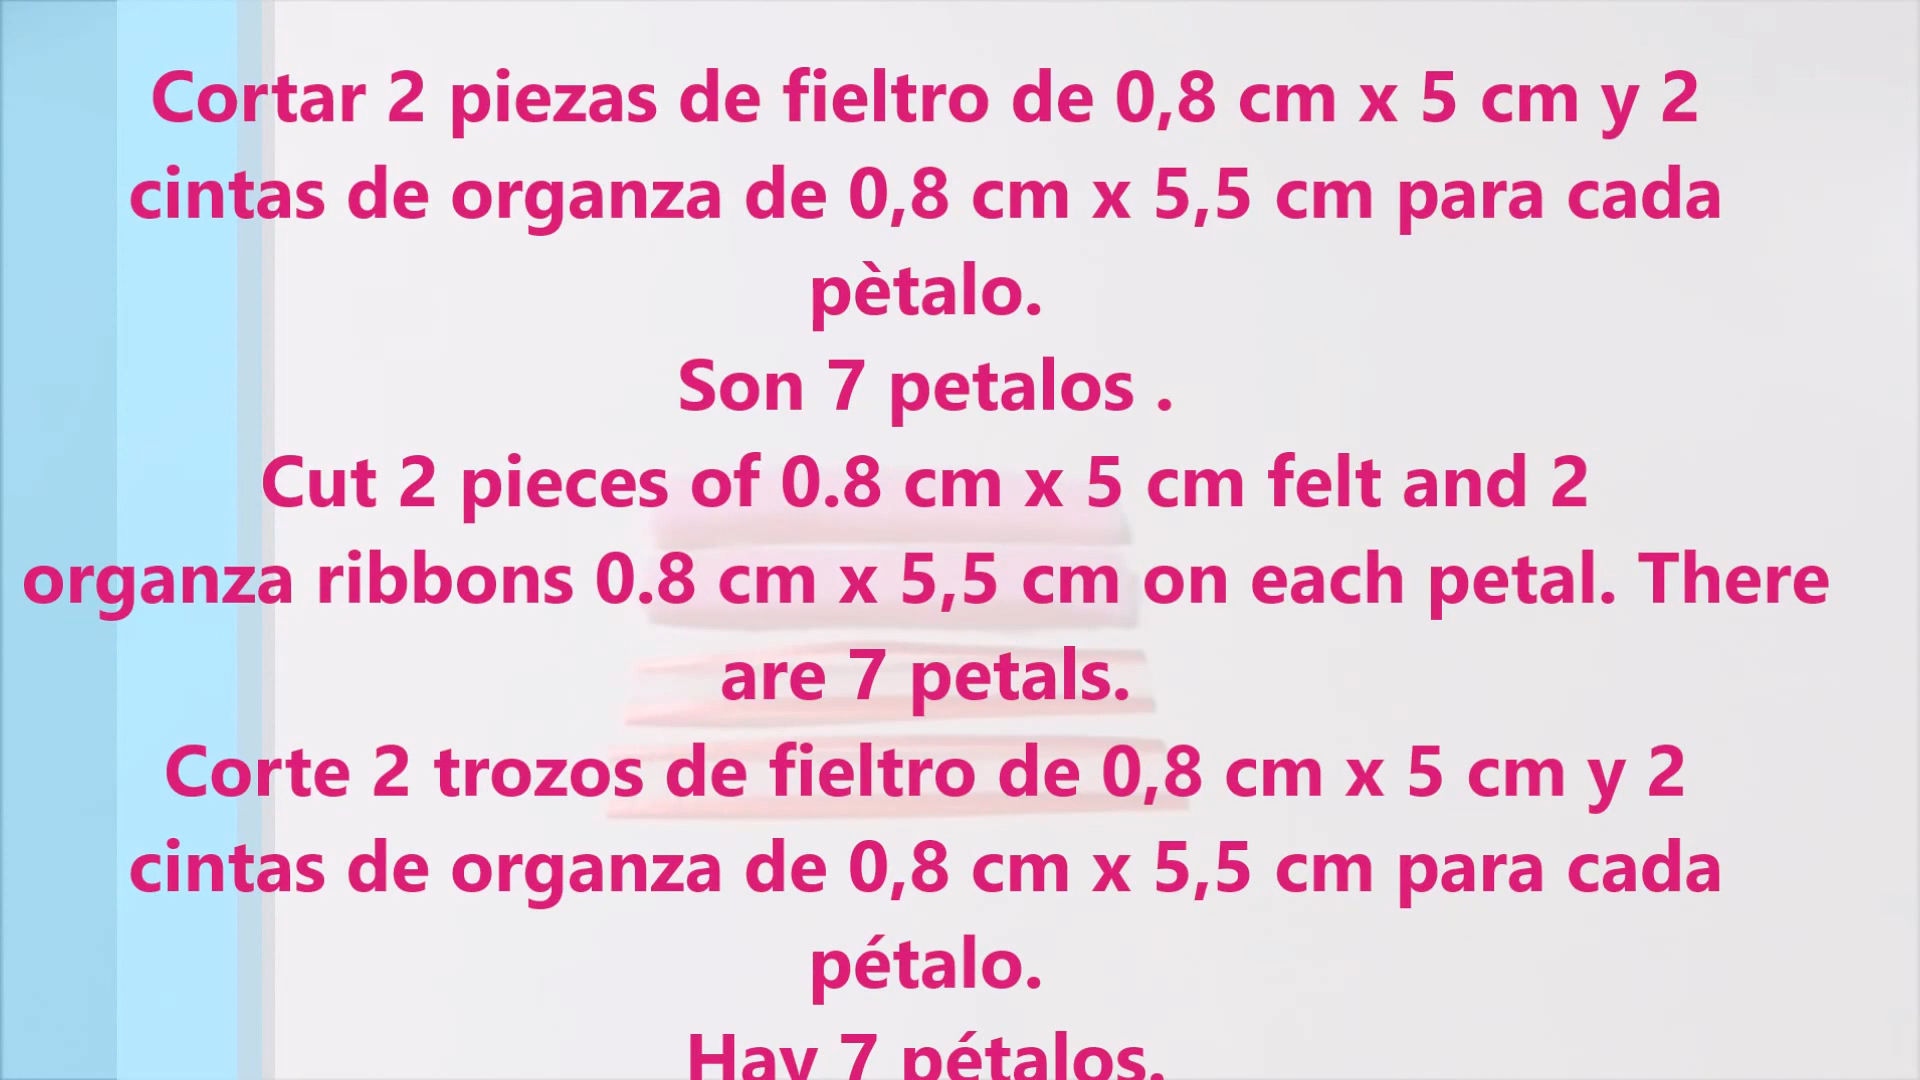 Cortar 2 piezas de fieltro de 0,8 cm x 5 cm y 2
cintas de organza de 0,8 cm x 5,5 cm para cada
pètalo.
Son 7 petalos .
Cut 2 pieces of 0.8 cm x 5 cm felt and 2
organza ribbons 0.8 cm x 5,5 cm on each petal. There
are 7 petals.
Corte 2 trozos de fieltro de 0,8 cm x 5 cm y 2
cintas de organza de 0,8 cm x 5,5 cm para cada
pétalo.
Hay 7 pétalos.